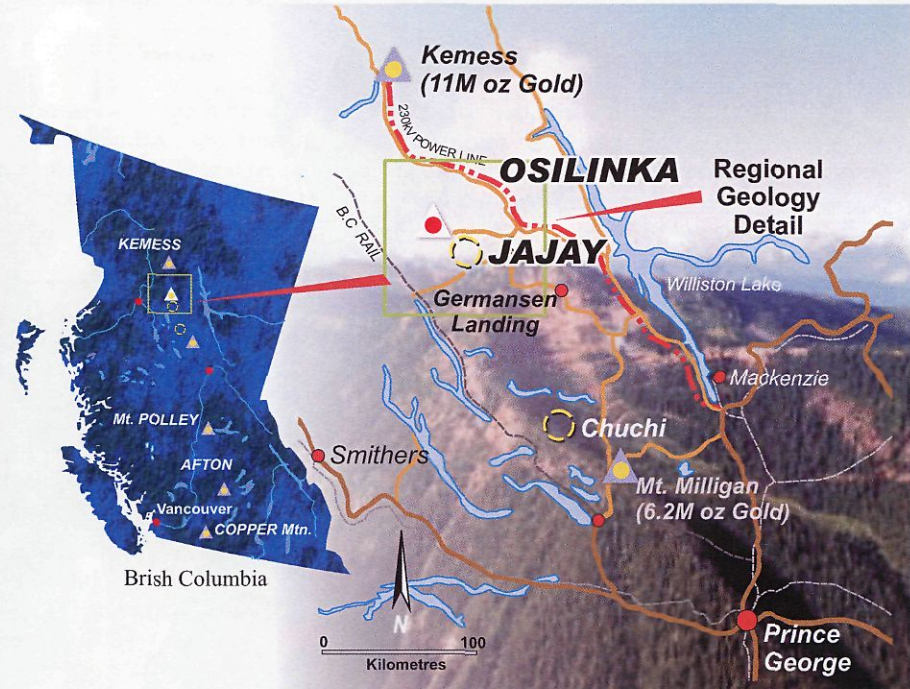 Kemess
(11M oz Gold)
230kv POWER LINE
OSILINKA
Regional
Geology
Detail
B.C RAIL
JAJAY
KEMESS
Williston Lake
Germansen
Landing
Mackenzie
Mt. POLLEY
Chuchi
Smithers
AFTON
Mt. Milligan
(6.2M oz Gold)
Vancouver
COPPER Mtn.
Brish Columbia
N
0 100
Kilometres
Prince
George